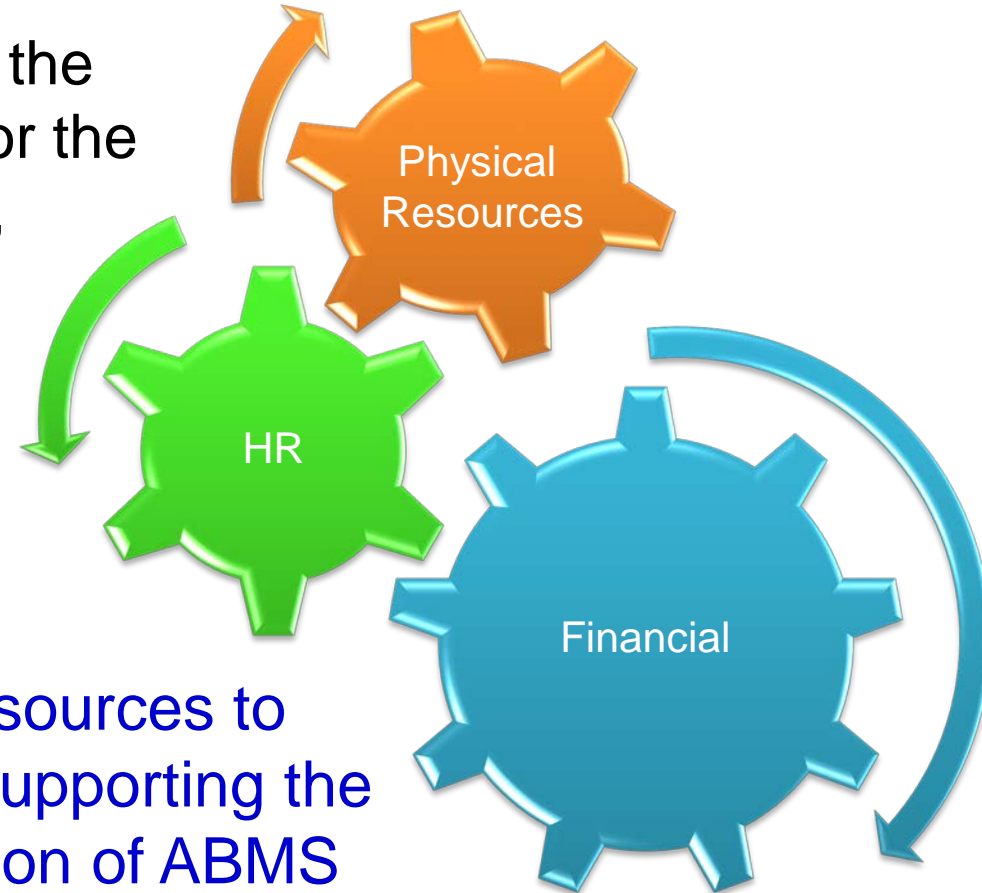 the
or the
Physical
Resources
HR
Financial
sources to
upporting the
on of ABMS